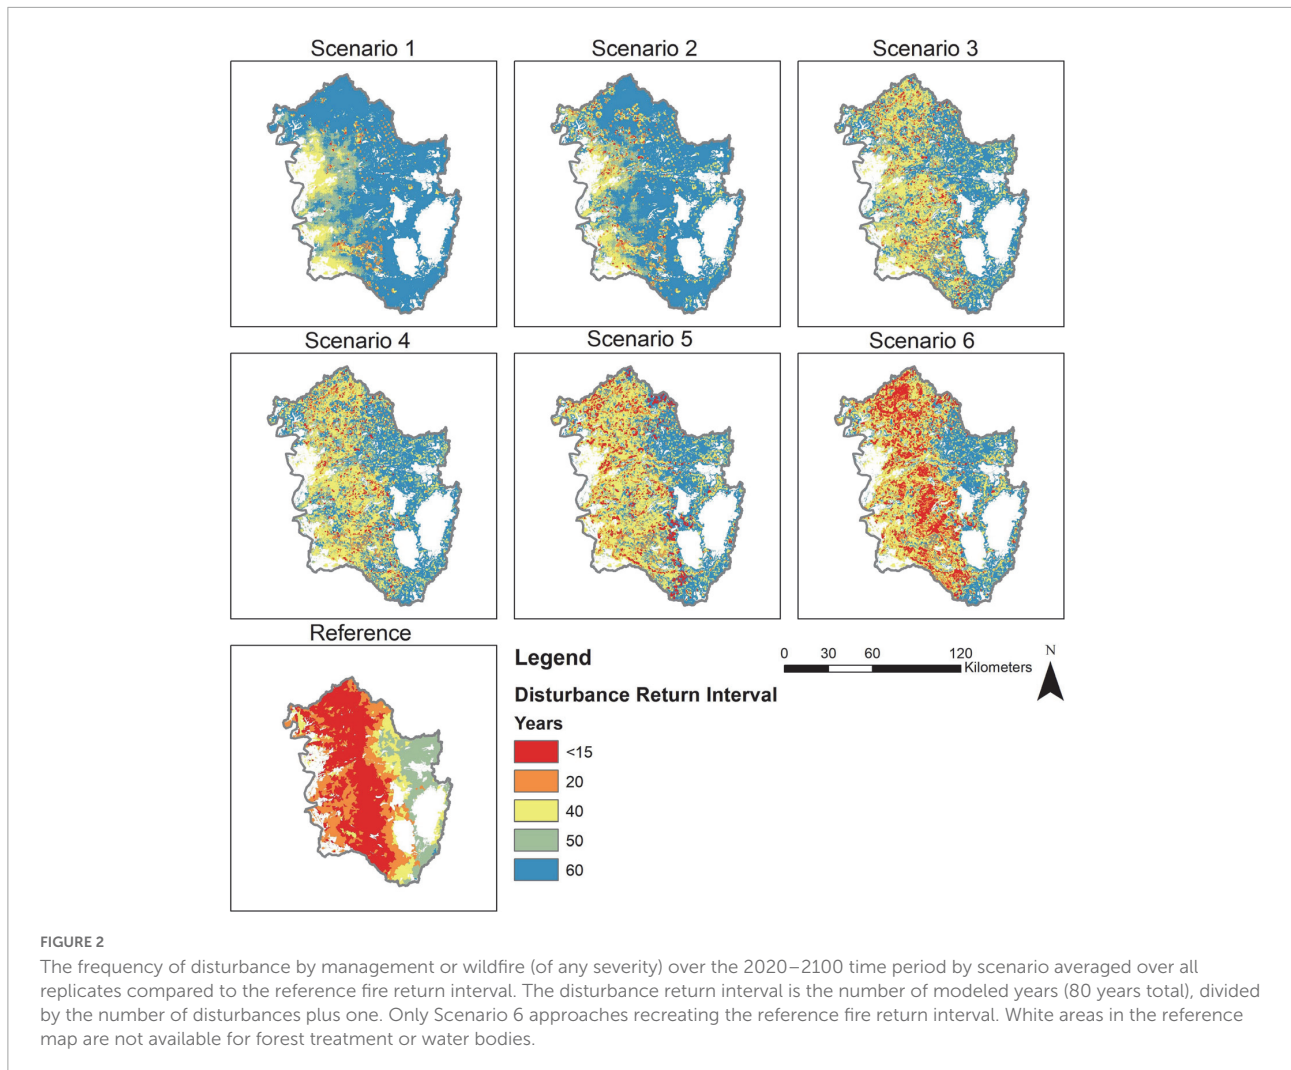 Scenario 1
Scenario 2
Scenario 3
Scenario 4
Scenario 5
Scenario 6
Reference
Legend
Disturbance Return Interval
Years
<15
20
40
50
60
0 30 60 120
Kilometers
N
FIGURE 2
The frequency of disturbance by management or wildfire (of any severity) over the 2020–2100 time period by scenario averaged over all
replicates compared to the reference fire return interval. The disturbance return interval is the number of modeled years (80 years total), divided
by the number of disturbances plus one. Only Scenario 6 approaches recreating the reference fire return interval. White areas in the reference
map are not available for forest treatment or water bodies.